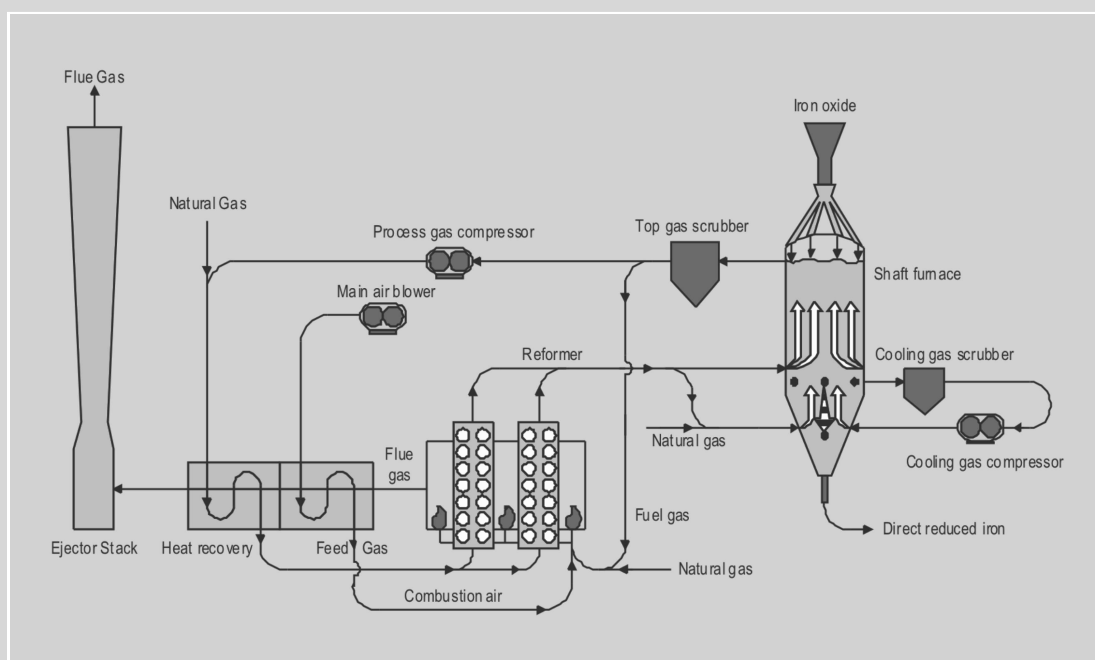 Flue Gas
Iron oxide
Natural Gas
Process gas compressor
Top gas scrubber
Shaft furnace
Main air blower
Reformer
Cooling gas scrubber
Natural gas
Flue
gas
Cooling gas compressor
Fuel gas
Direct reduced iron
Ejector Stack
Heat recovery
Feed Gas
Natural gas
Combustion air